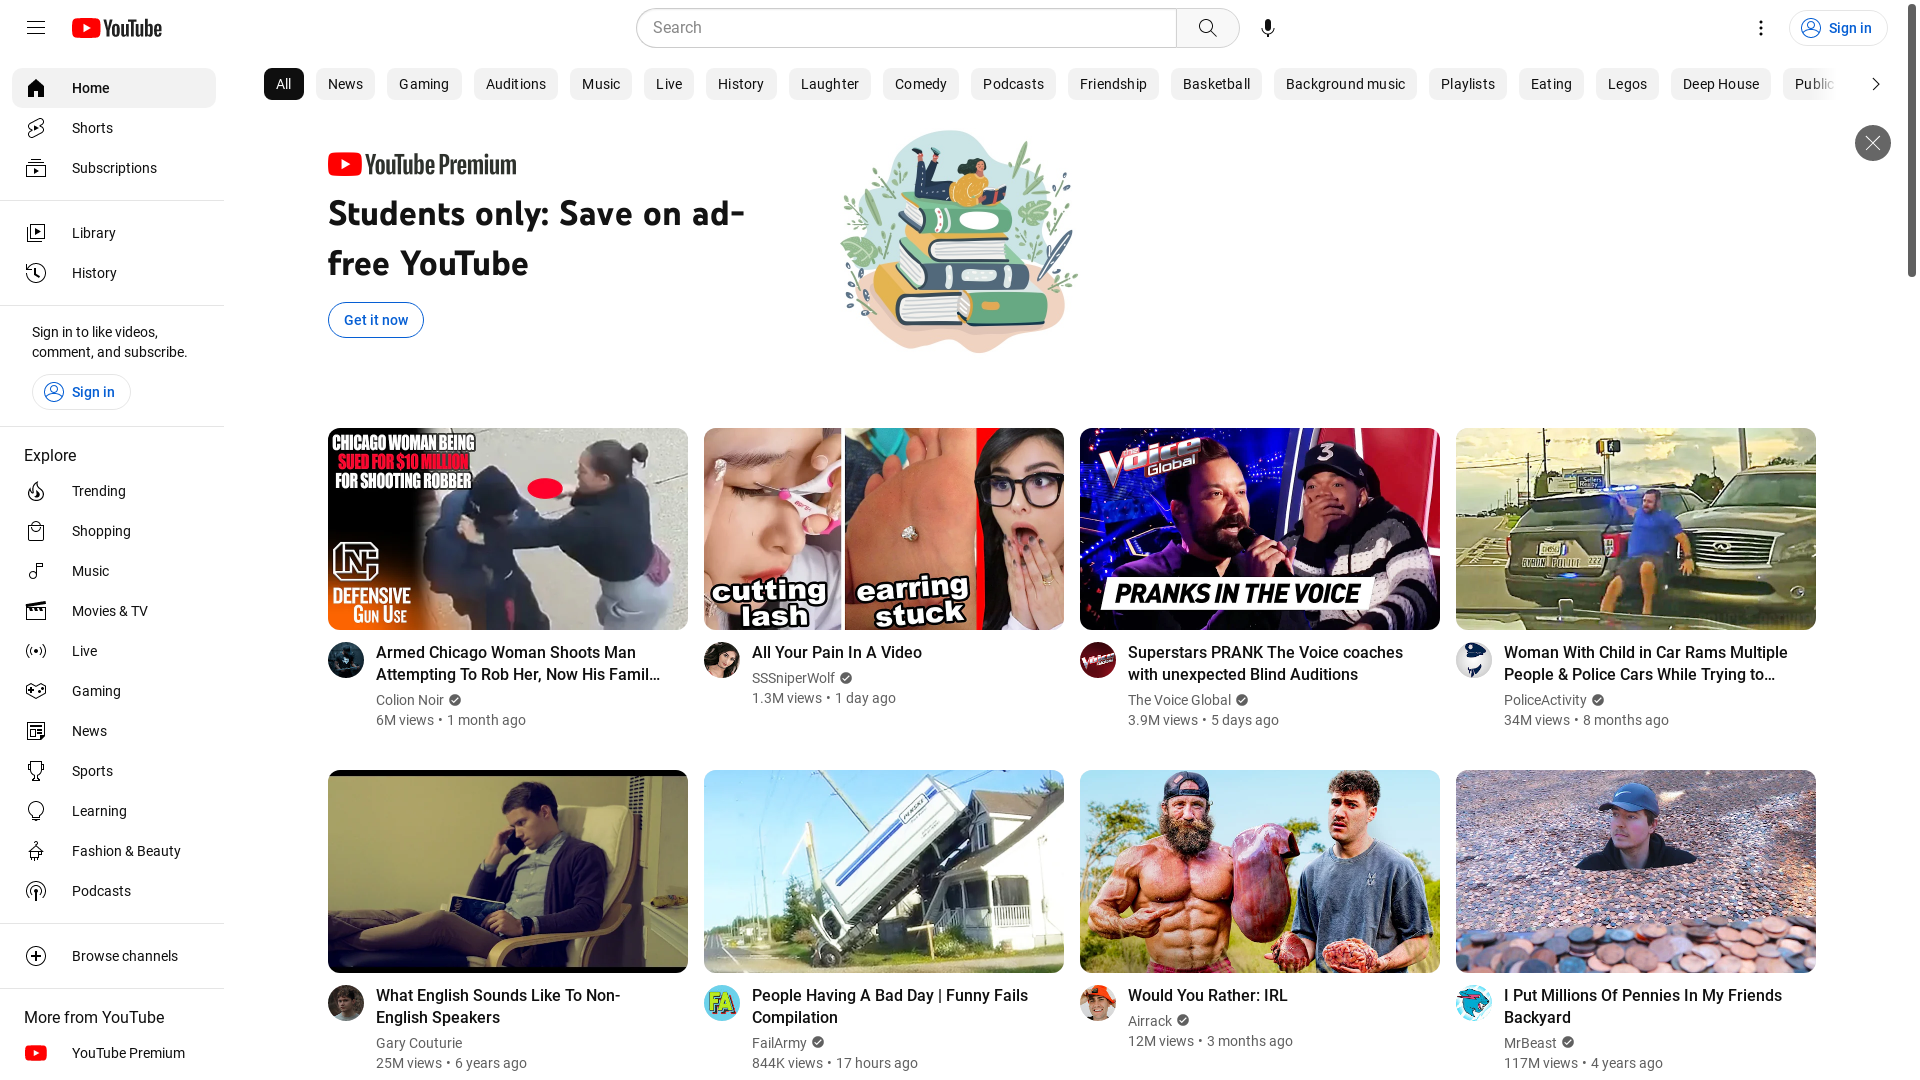 YouTube
Search
Sign in
Home
Shorts
Subscriptions
Library
History
Sign in to like videos,
comment, and subscribe.
Sign in
Explore
Trending
Shopping
Music
Movies & TV
Live
Gaming
News
Sports
Learning
Fashion & Beauty
Podcasts
Browse channels
More from YouTube
YouTube Premium
All News Gaming Auditions Music Live History Laughter Comedy Podcasts Friendship Basketball Background music Playlists Eating Legos Deep House Public
YouTube Premium
Students only: Save on ad-
free YouTube
Get it now
CHICAGO WOMAN BEING
SUED FOR $10 MILLION
FOR SHOOTING ROBBER
DEFENSIVE
GUN USE
Armed Chicago Woman Shoots Man
Attempting To Rob Her, Now His Famil...
Colion Noir
6M views • 1 month ago
cutting
lash
earring
stuck
All Your Pain In A Video
SSSniperWolf
1.3M views • 1 day ago
The Voice
Global
3
PRANKS IN THE VOICE
Superstars PRANK The Voice coaches
with unexpected Blind Auditions
The Voice Global
3.9M views • 5 days ago
Woman With Child in Car Rams Multiple
People & Police Cars While Trying to...
PoliceActivity
34M views • 8 months ago
What English Sounds Like To Non-
English Speakers
Gary Couturie
25M views • 6 years ago
PENSKE
FA
People Having A Bad Day | Funny Fails
Compilation
FailArmy
844K views • 17 hours ago
Would You Rather: IRL
Airrack
12M views • 3 months ago
I Put Millions Of Pennies In My Friends
Backyard
MrBeast
117M views • 4 years ago